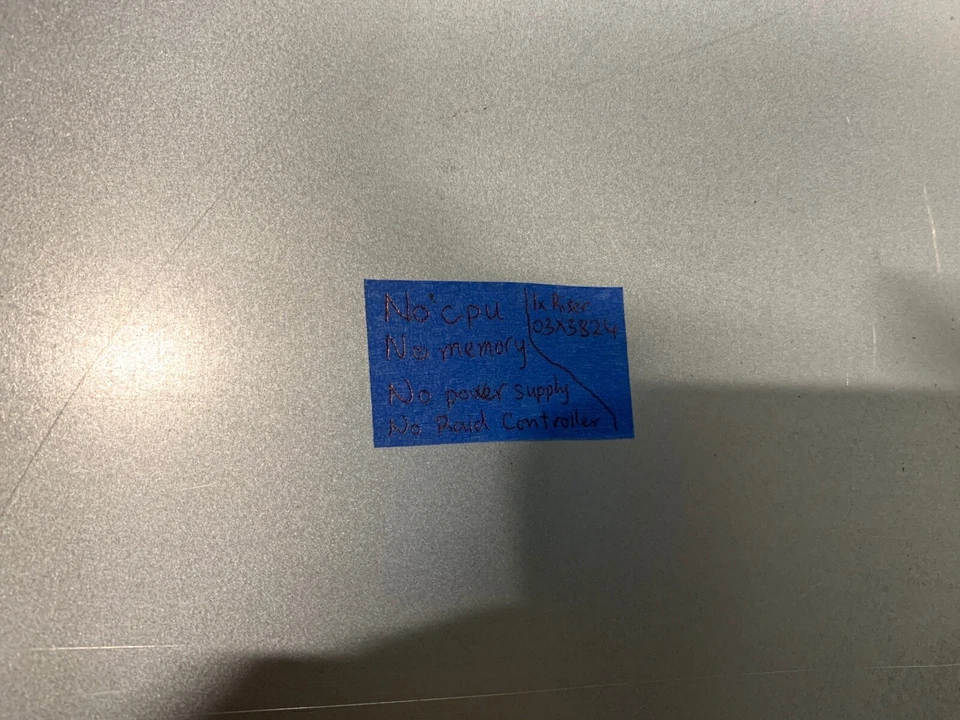 No cpu
No memory
No power supply
No Raid Controller
1x Riser
03X3824